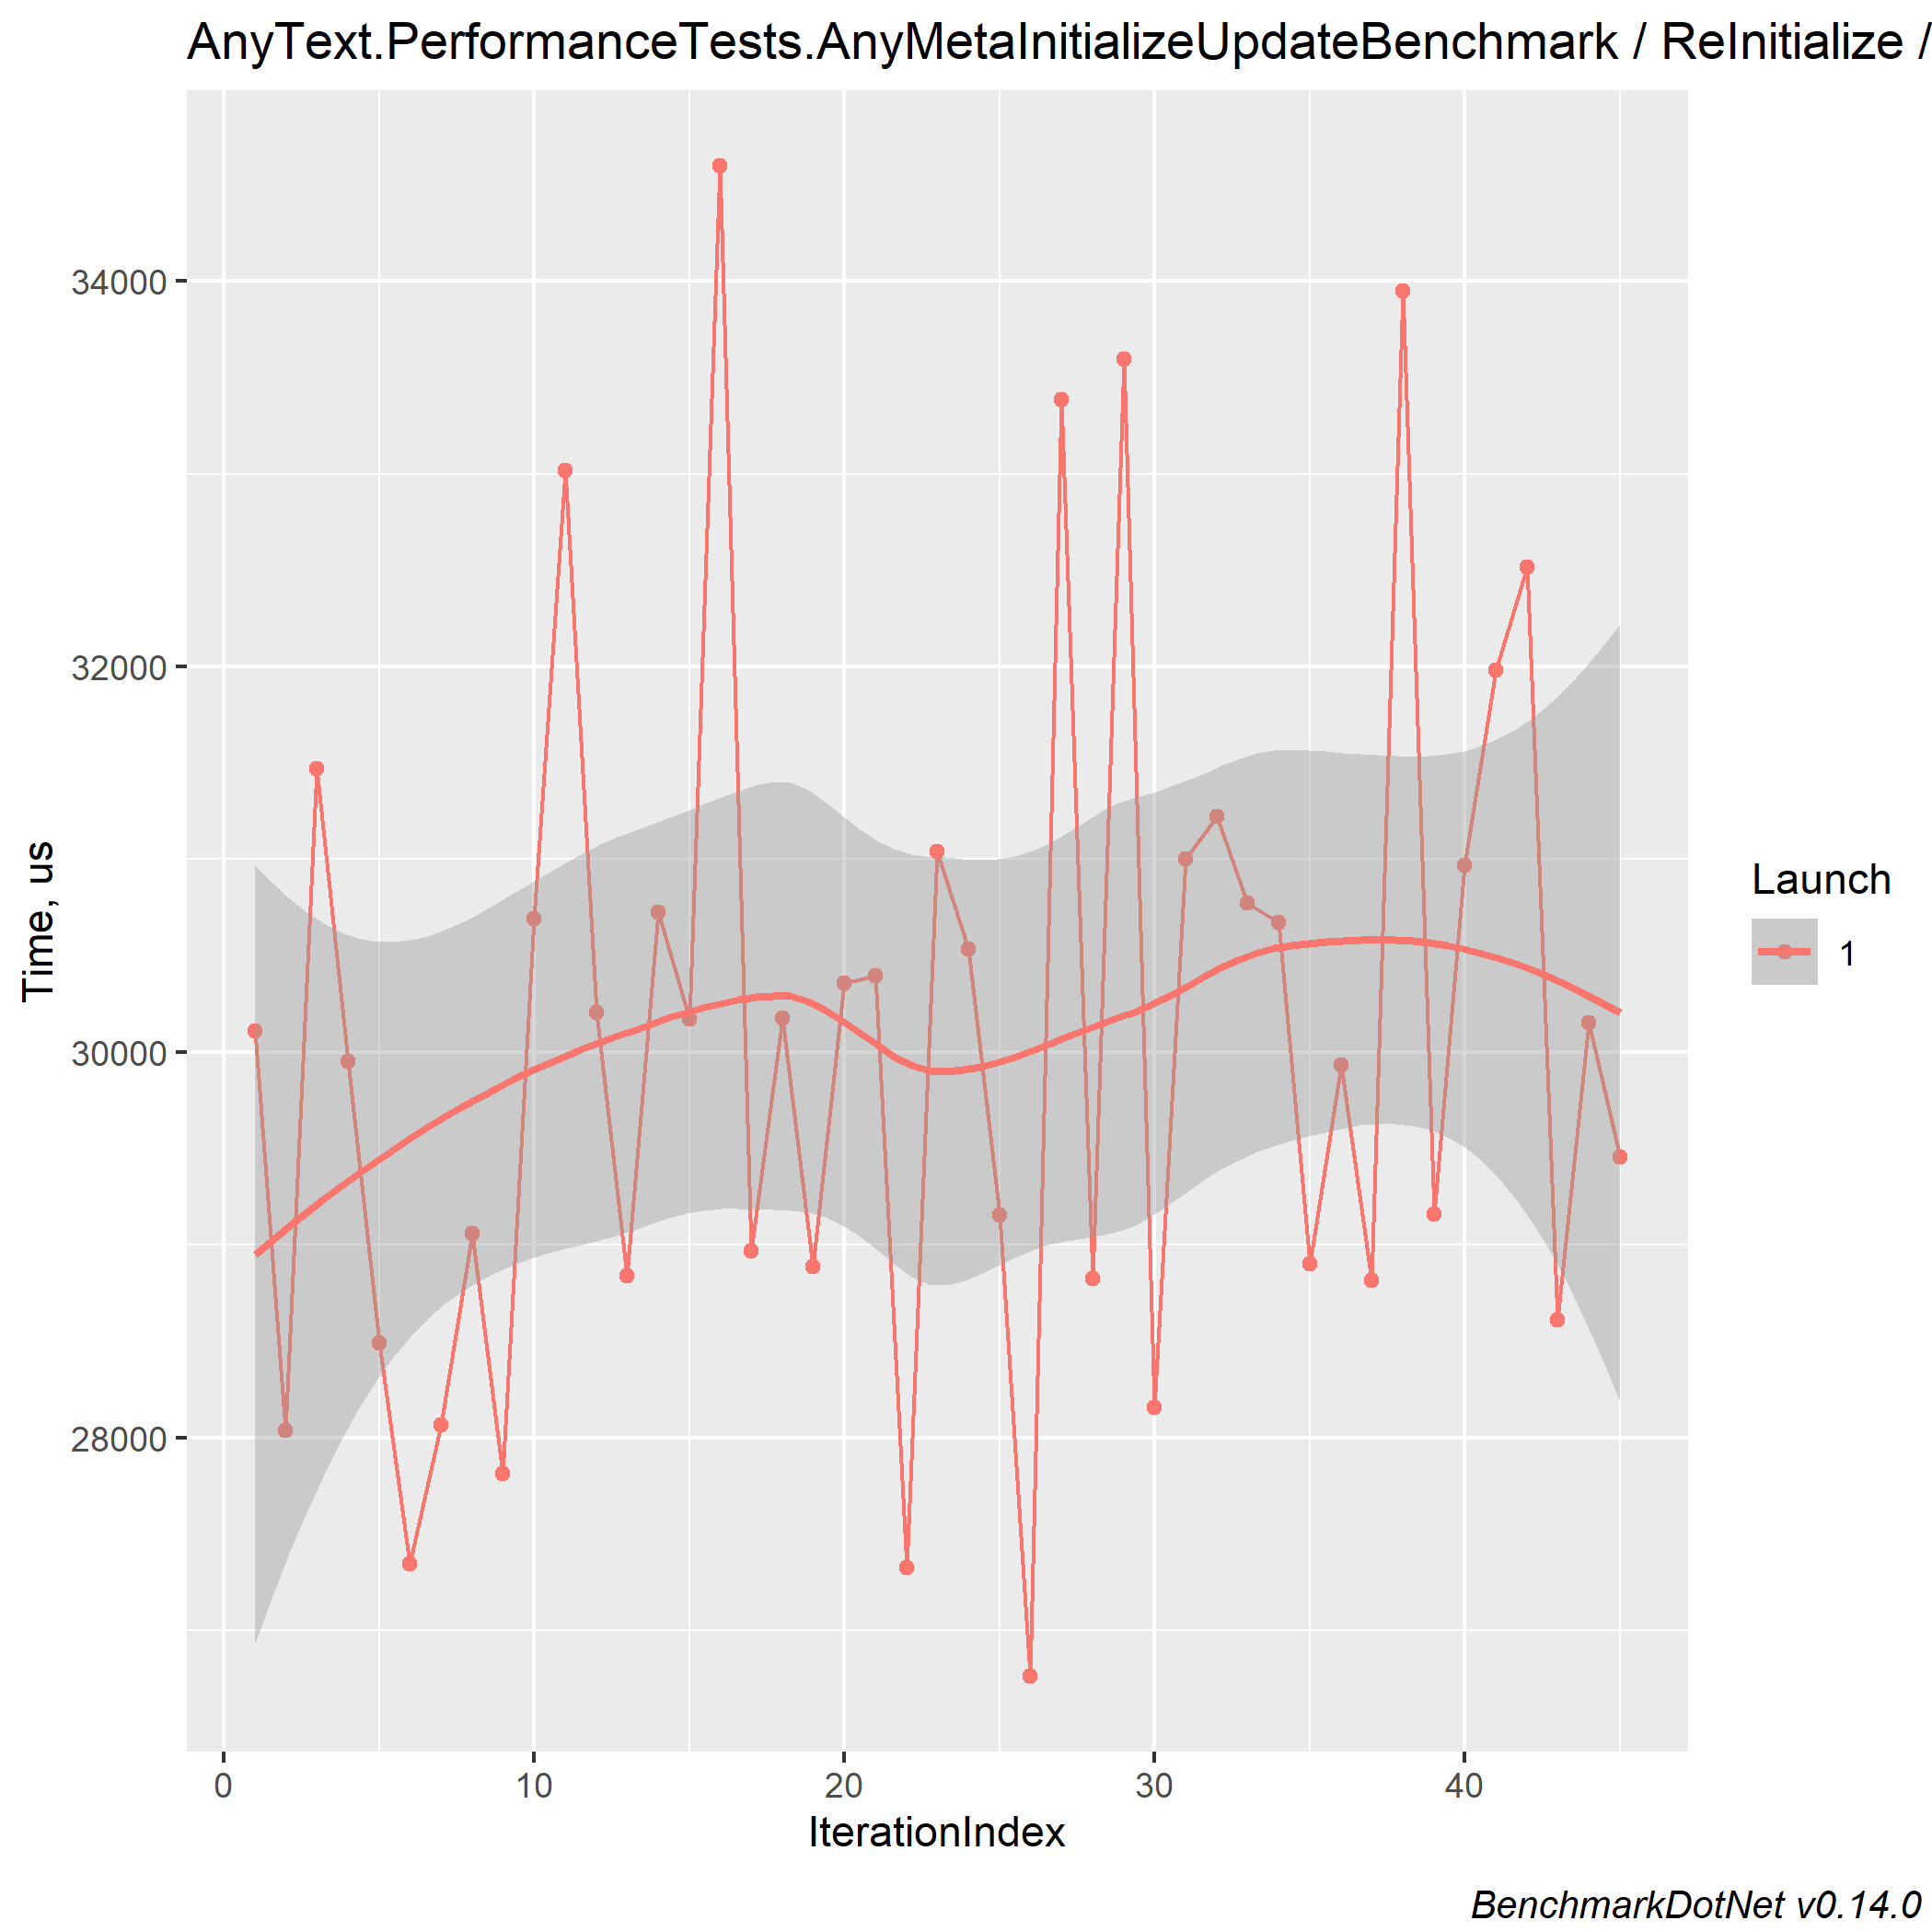 AnyText.PerformanceTests.AnyMetaInitializeUpdateBenchmark / ReInitialize /
34000
32000
30000
28000
Time, us
0 10 20 30 40
IterationIndex
Launch
1
BenchmarkDotNet v0.14.0